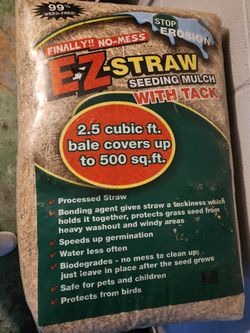 99%
WEED-FREE!
STOP
EROSION
FINALLY!! NO-MESS
EZ-STRAW
SEEDING MULCH
WITH TACK
2.5 cubic ft.
bale covers up
to 500 sq.ft.
Processed Straw
Bonding agent gives straw a tackiness which
holds it together, protects grass seed from
heavy washout and windy areas
Speeds up germination
Water less often
Biodegrades - no mess to clean up;
just leave in place after the seed grows
Safe for pets and children
Protects from birds